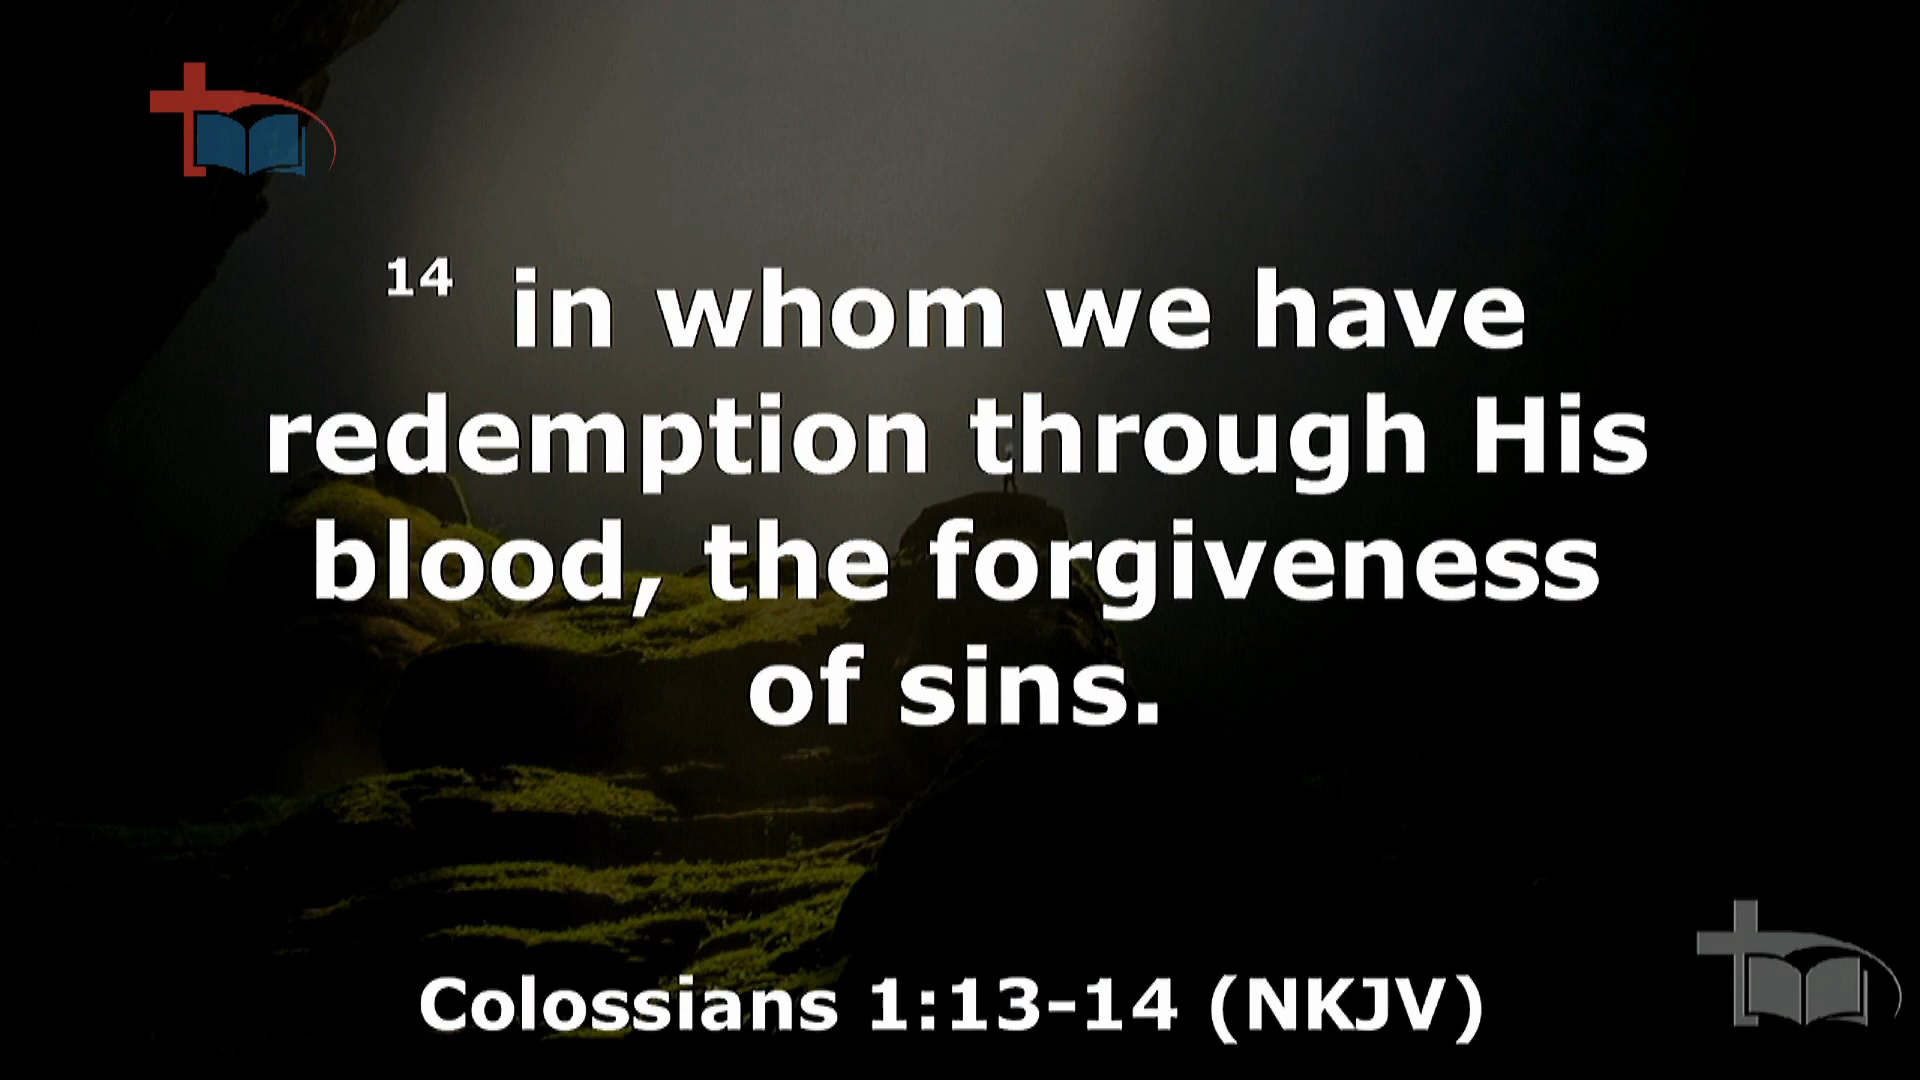 14 in whom we have
redemption through His
blood, the forgiveness
of sins.
Colossians 1:13-14 (NKJV)